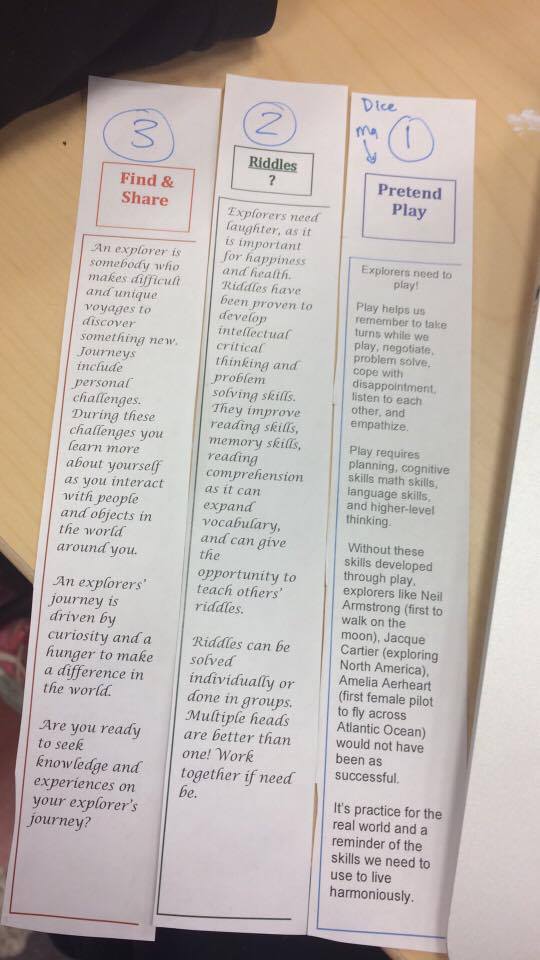 3
Find &
Share
An explorer is
somebody who
makes difficult
and unique
voyages to
discover
something new.
Journeys
include
personal
challenges.
During these
challenges you
learn more
about yourself
as you interact
with people
and objects in
the world
around you.
An explorers'
journey is
driven by
curiosity and a
hunger to make
a difference in
the world.
Are you ready
to seek
knowledge and
experiences on
your explorer's
journey?
2
Riddles
?
Explorers need
laughter, as it
is important
for happiness
and health.
Riddles have
been proven to
develop
intellectual
critical
thinking and
problem
solving skills.
They improve
reading skills,
memory skills,
reading
comprehension
as it can
expand
vocabulary,
and can give
the
opportunity to
teach others'
riddles.
Riddles can be
solved
individually or
done in groups.
Multiple heads
are better than
one! Work
together if need
be.
Dice
1
Pretend
Play
Explorers need to
play!
Play helps us
remember to take
turns while we
play, negotiate,
problem solve,
cope with
disappointment,
listen to each
other, and
empathize.
Play requires
planning, cognitive
skills math skills,
language skills,
and higher-level
thinking.
Without these
skills developed
through play,
explorers like Neil
Armstrong (first to
walk on the
moon), Jacque
Cartier (exploring
North America),
Amelia Aerheart
(first female pilot
to fly across
Atlantic Ocean)
would not have
been as
successful.
It's practice for the
real world and a
reminder of the
skills we need to
use to live
harmoniously.